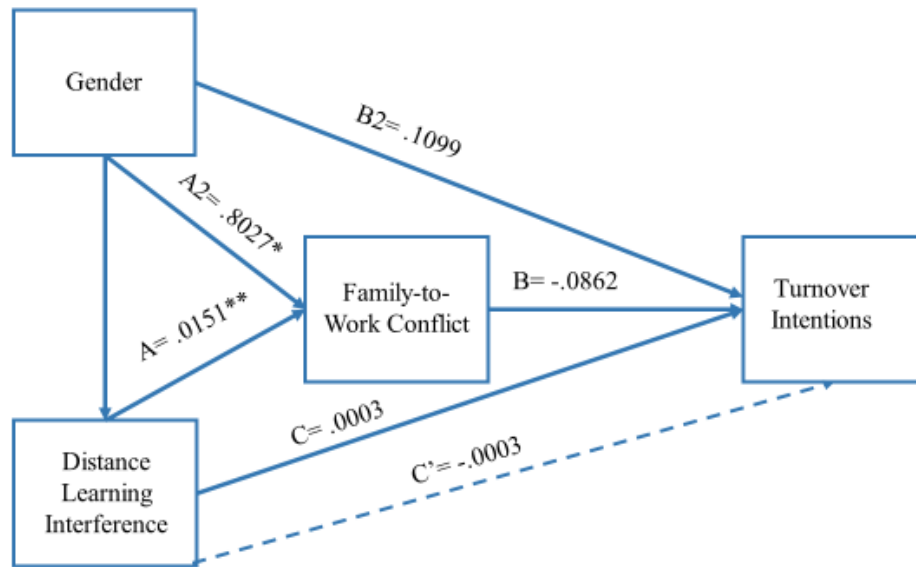 Gender
B2= .1099
A2= .8027*
Family-to-
Work Conflict
B= -.0862
Turnover
Intentions
A= .0151**
C= .0003
C’= -.0003
Distance
Learning
Interference